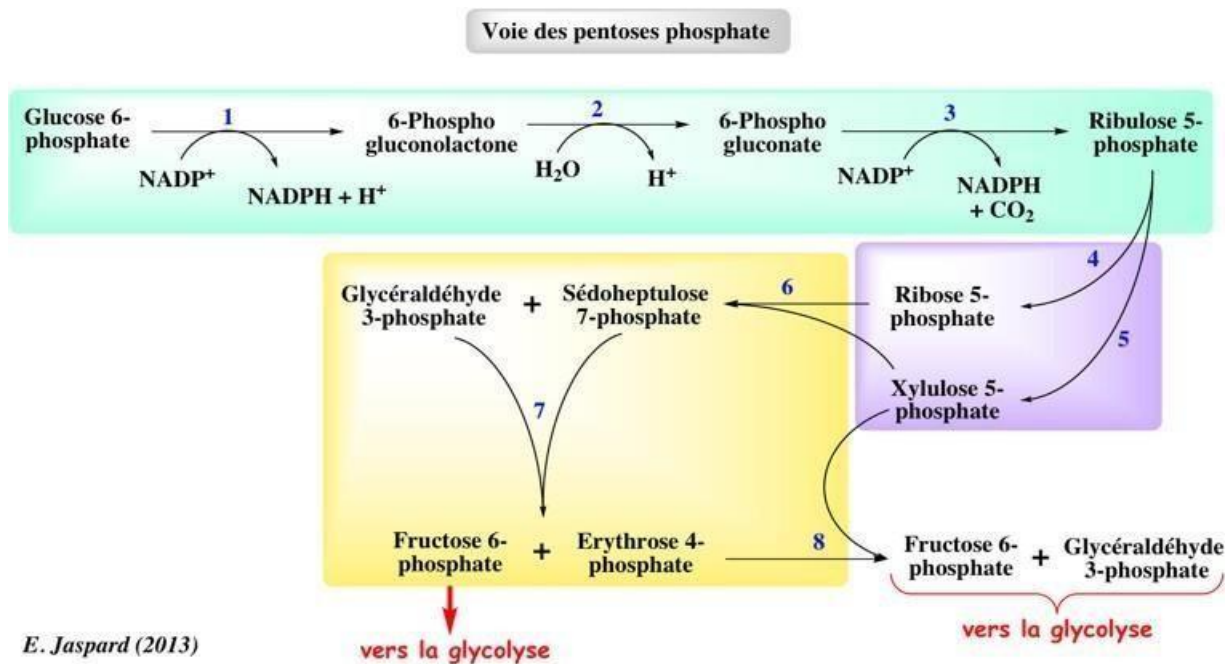 Voie des pentoses phosphate
Glucose 6-
phosphate
1
NADP⁺
NADPH + H⁺
6-Phospho
gluconolactone
2
H₂O
H⁺
6-Phospho
gluconate
3
NADP⁺
NADPH
+ CO₂
Ribulose 5-
phosphate
4
5
Ribose 5-
phosphate
Xylulose 5-
phosphate
6
Glycéraldéhyde
3-phosphate
+
Sédoheptulose
7-phosphate
7
Fructose 6-
phosphate
+
Erythrose 4-
phosphate
8
Fructose 6-
phosphate
+
Glycéraldéhyde
3-phosphate
vers la glycolyse
vers la glycolyse
E. Jaspard (2013)